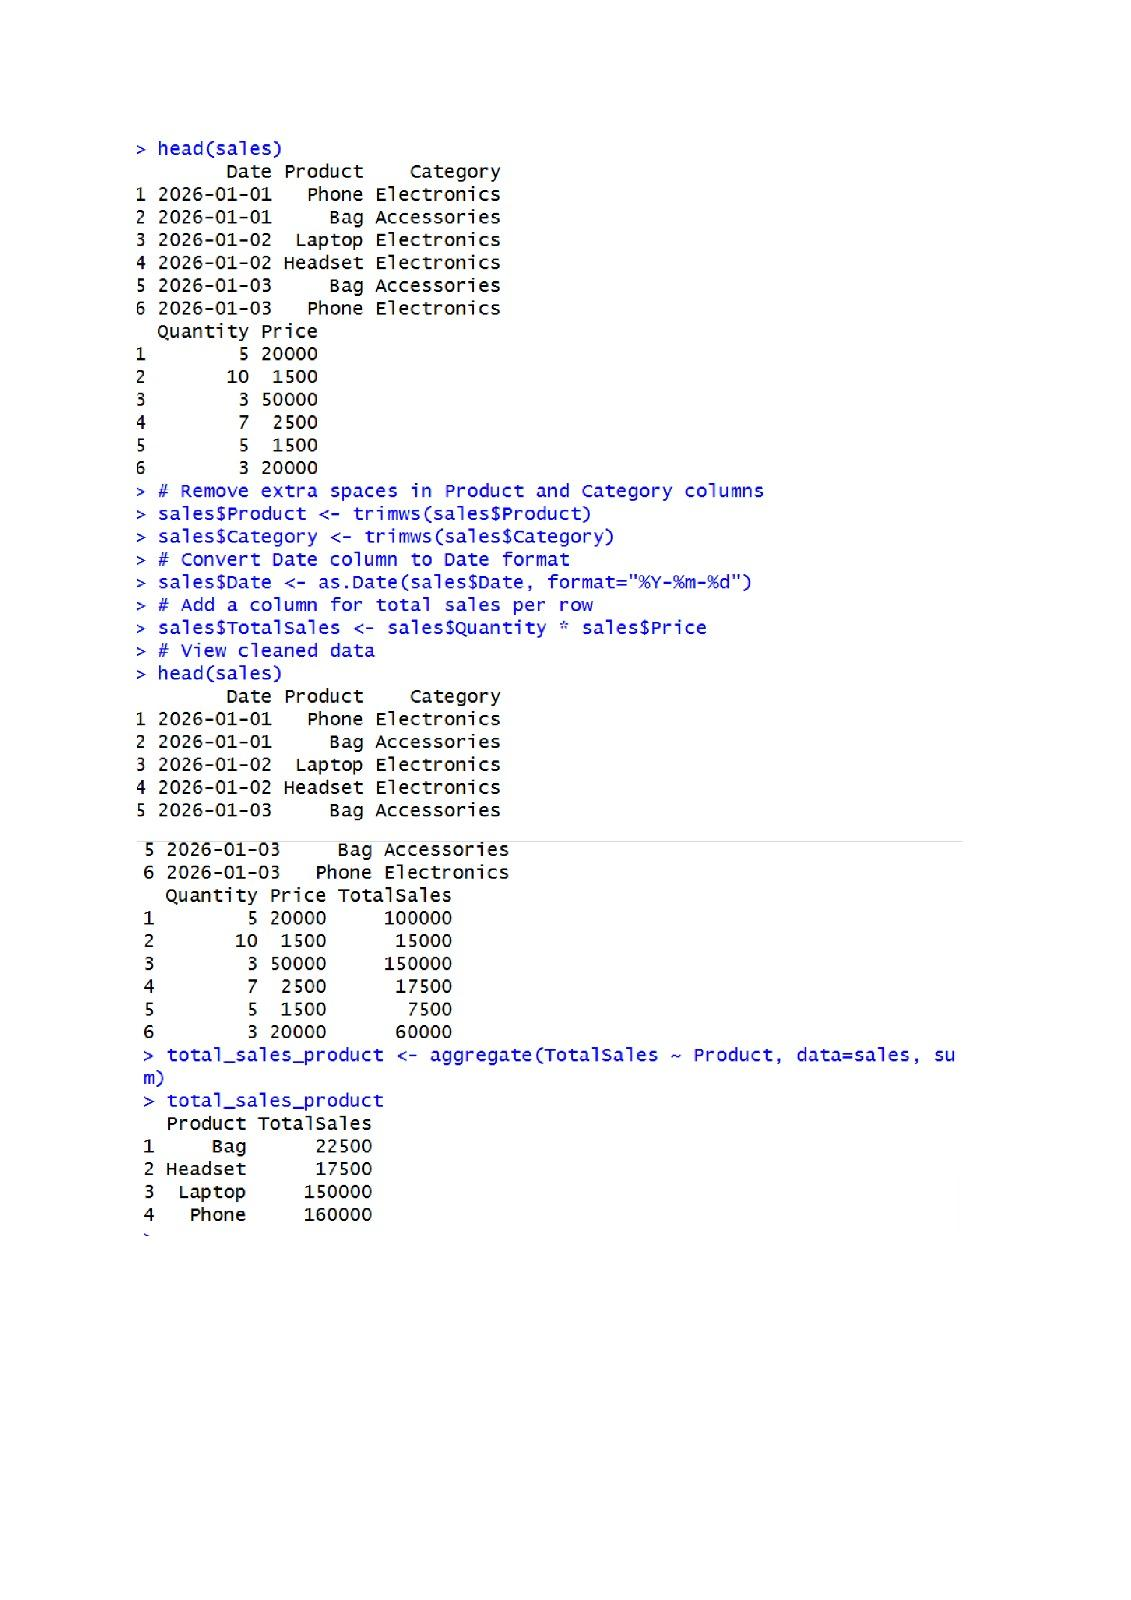 > head(sales)
        Date Product    Category
1 2026-01-01   Phone Electronics
2 2026-01-01     Bag Accessories
3 2026-01-02  Laptop Electronics
4 2026-01-02 Headset Electronics
5 2026-01-03     Bag Accessories
6 2026-01-03   Phone Electronics
  Quantity Price
1        5 20000
2       10  1500
3        3 50000
4        7  2500
5        5  1500
6        3 20000
> # Remove extra spaces in Product and Category columns
> sales$Product <- trimws(sales$Product)
> sales$Category <- trimws(sales$Category)
> # Convert Date column to Date format
> sales$Date <- as.Date(sales$Date, format="%Y-%m-%d")
> # Add a column for total sales per row
> sales$TotalSales <- sales$Quantity * sales$Price
> # View cleaned data
> head(sales)
        Date Product    Category
1 2026-01-01   Phone Electronics
2 2026-01-01     Bag Accessories
3 2026-01-02  Laptop Electronics
4 2026-01-02 Headset Electronics
5 2026-01-03     Bag Accessories
5 2026-01-03     Bag Accessories
6 2026-01-03   Phone Electronics
  Quantity Price TotalSales
1        5 20000     100000
2       10  1500      15000
3        3 50000     150000
4        7  2500      17500
5        5  1500       7500
6        3 20000      60000
> total_sales_product <- aggregate(TotalSales ~ Product, data=sales, su
m)
> total_sales_product
  Product TotalSales
1     Bag      22500
2 Headset      17500
3  Laptop     150000
4   Phone     160000